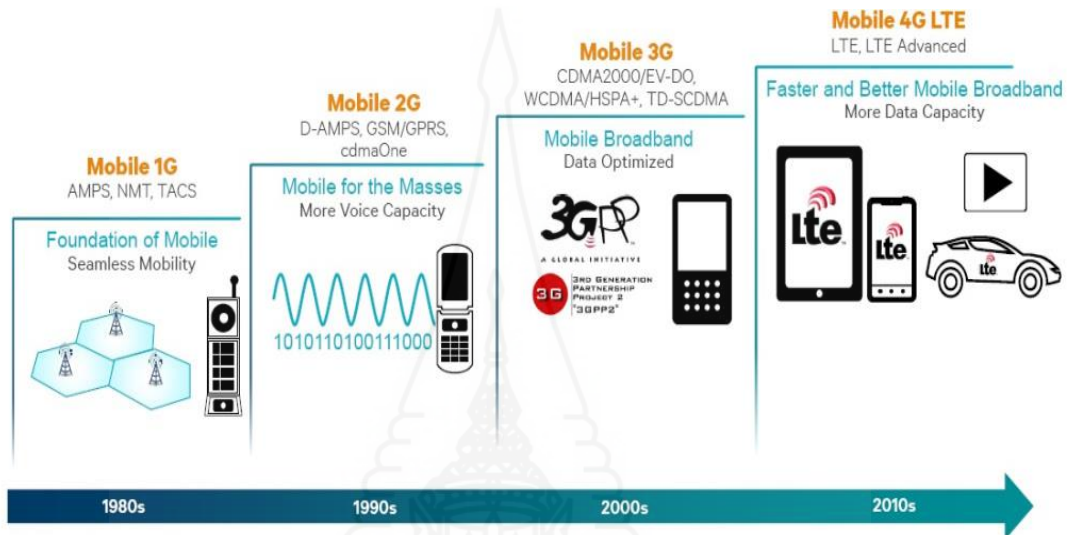 Mobile 1G
AMPS, NMT, TACS
Foundation of Mobile
Seamless Mobility
Mobile 2G
D-AMPS, GSM/GPRS,
cdmaOne
Mobile for the Masses
More Voice Capacity
1010110100111000
Mobile 3G
CDMA2000/EV-DO,
WCDMA/HSPA+, TD-SCDMA
Mobile Broadband
Data Optimized
3GPP™
A GLOBAL INITIATIVE
3G
3RD GENERATION
PARTNERSHIP
PROJECT 2
"3GPP2"
Mobile 4G LTE
LTE, LTE Advanced
Faster and Better Mobile Broadband
More Data Capacity
Lte
Lte
Lte
1980s
1990s
2000s
2010s